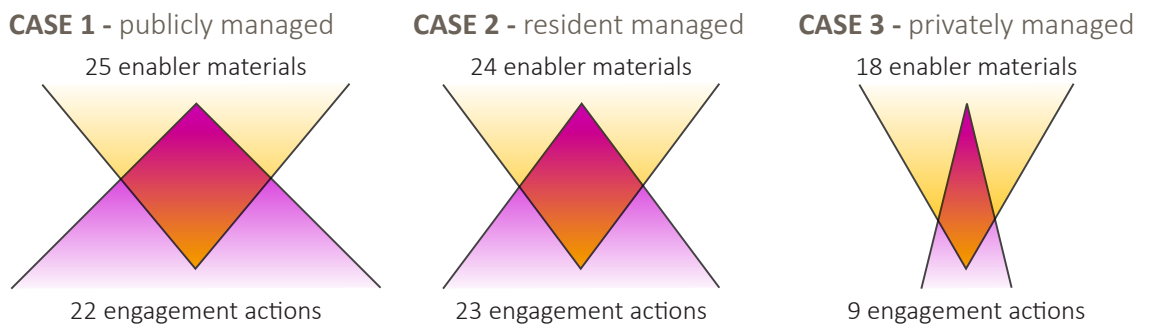 CASE 1 - publicly managed
25 enabler materials
22 engagement actions
CASE 2 - resident managed
24 enabler materials
23 engagement actions
CASE 3 - privately managed
18 enabler materials
9 engagement actions